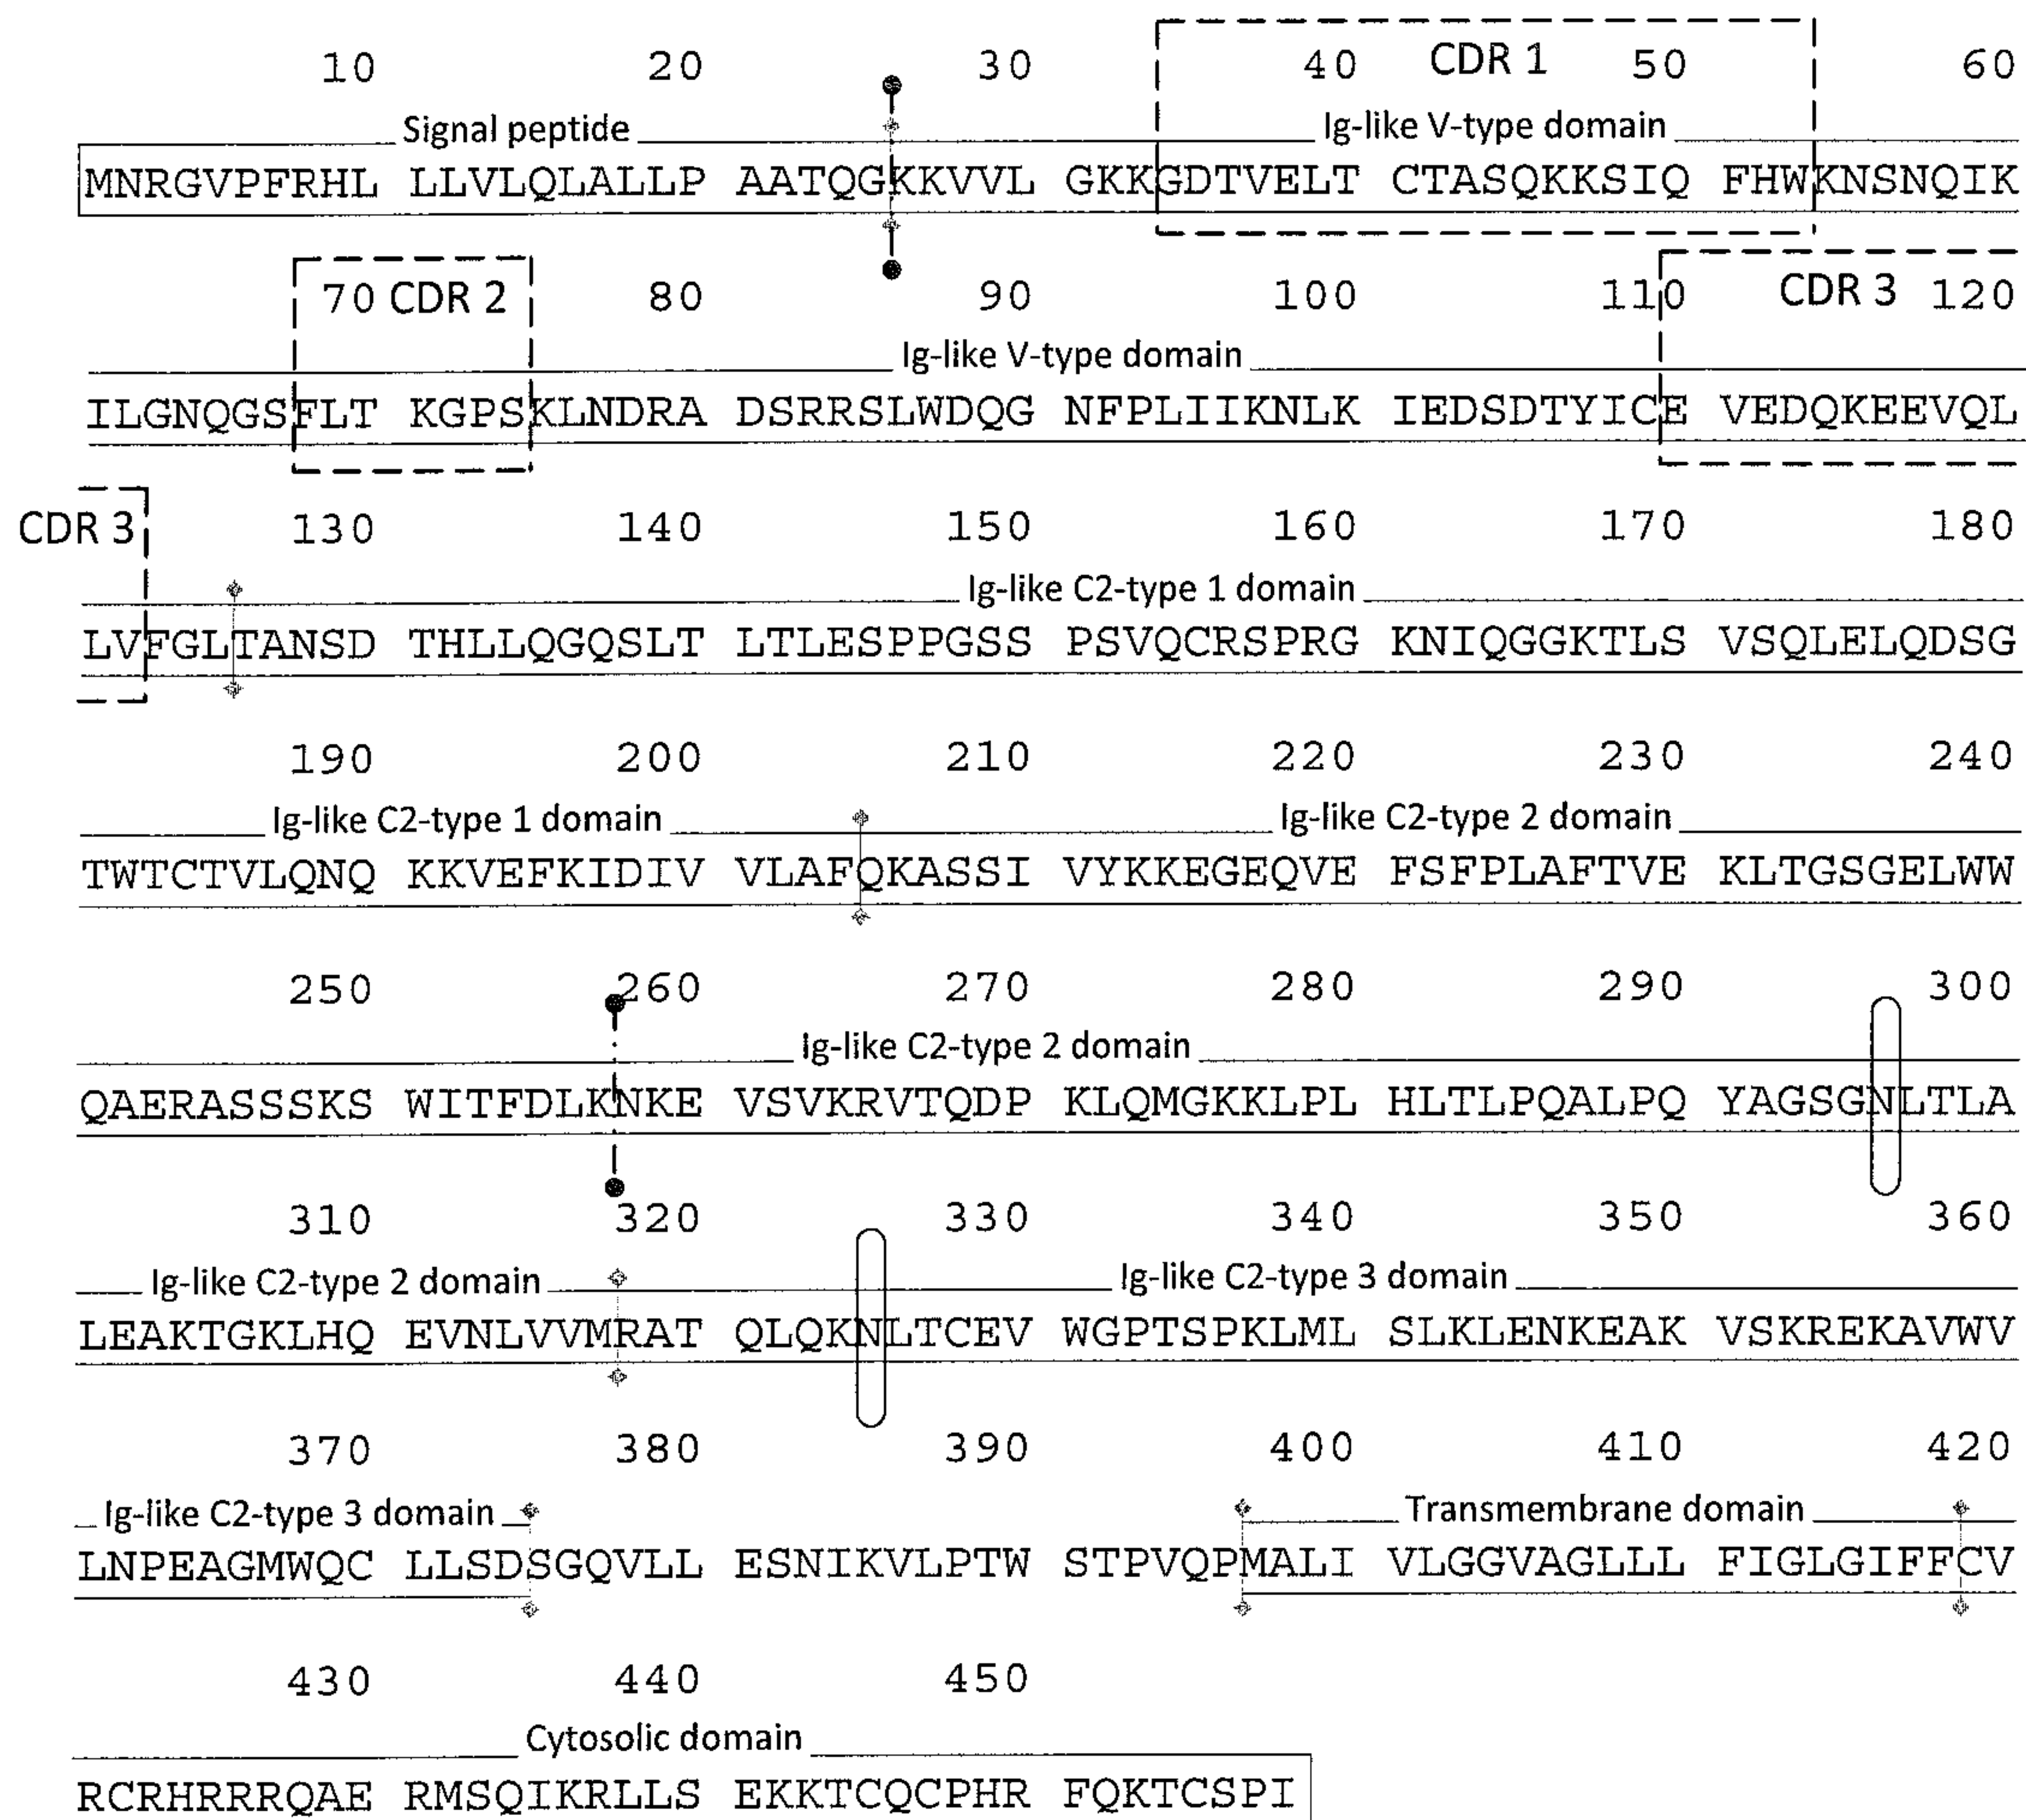 10 20 30 40 CDR 1 50 60
Signal peptide Ig-like V-type domain
MNRGVPFRHL LLVLQLALLP AATQGKKVVL GKKGDTVELT CTASQKKSIQ FHWKNSNQIK
70 CDR 2 80 90 100 110 CDR 3 120
Ig-like V-type domain
ILGNQGSFLT KGPSKLNDRA DSRRSLWDQG NFPLIIKNLK IEDSDTYICE VEDQKEEVQL
CDR 3 130 140 150 160 170 180
Ig-like C2-type 1 domain
LVFGLTANSD THLLQGQSLT LTLESPPGSS PSVQCRSPRG KNIQGGKTLS VSQLELQDSG
190 200 210 220 230 240
Ig-like C2-type 1 domain Ig-like C2-type 2 domain
TWTCTVLQNQ KKVEFKIDIV VLAFQKASSI VYKKEGEQVE FSFPLAFTVE KLTGSGELWW
250 260 270 280 290 300
Ig-like C2-type 2 domain
QAERASSSKS WITFDLKNKE VSVKRVTQDP KLQMGKKLPL HLTLPQALPQ YAGSGNLTLA
310 320 330 340 350 360
Ig-like C2-type 2 domain Ig-like C2-type 3 domain
LEAKTGKLHQ EVNLVVMRAT QLQKNLTCEV WGPTSPKLML SLKLENKEAK VSKREKAVWV
370 380 390 400 410 420
Ig-like C2-type 3 domain Transmembrane domain
LNPEAGMWQC LLSDSGQVLL ESNIKVLPTW STPVQPMALI VLGGVAGLLL FIGLGIFFCV
430 440 450
Cytosolic domain
RCRHRRRQAE RMSQIKRLLS EKKTCQCPHR FQKTCSPI